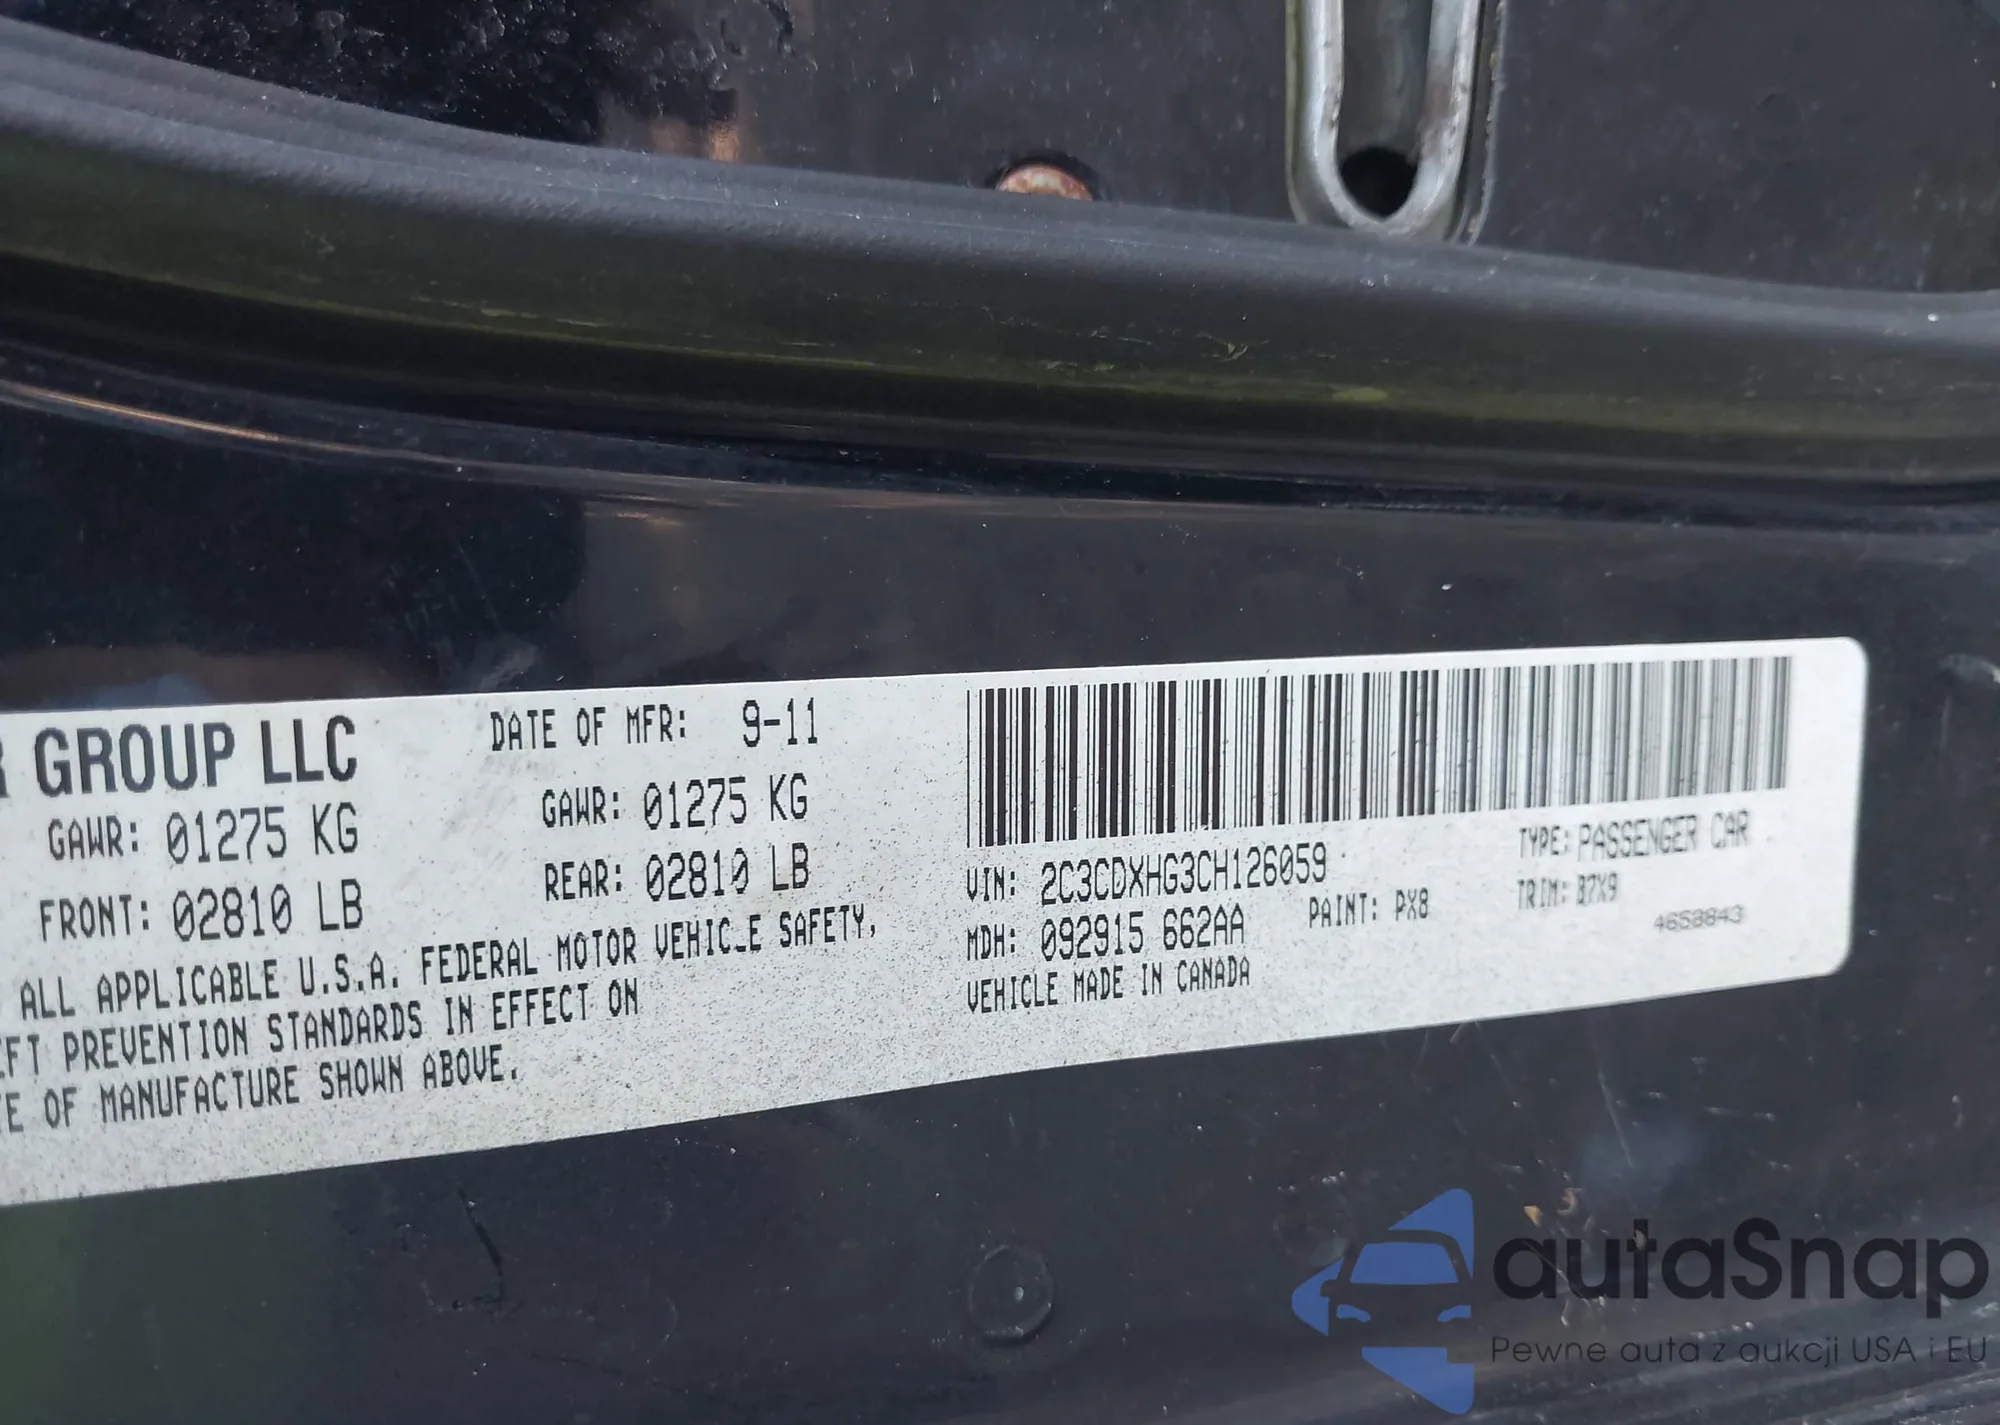 R GROUP LLC
DATE OF MFR: 9-11
GAWR: 01275 KG
GAWR: 01275 KG
FRONT: 02810 LB
REAR: 02810 LB
ALL APPLICABLE U.S.A. FEDERAL MOTOR VEHICLE SAFETY,
EFT PREVENTION STANDARDS IN EFFECT ON
TE OF MANUFACTURE SHOWN ABOVE.
VIN: 2C3CDXHG3CH126059
TYPE: PASSENGER CAR
MDH: 092915 662AA
PAINT: PX8
TRIM: B7X9
VEHICLE MADE IN CANADA
4658843
autaSnap
Pewne auta z aukcji USA i EU